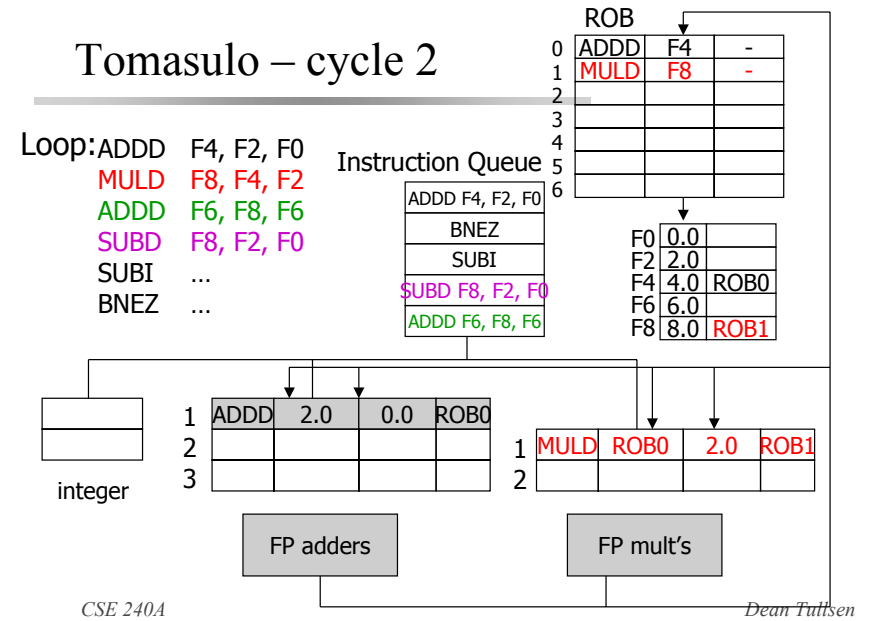 Tomasulo – cycle 2
ROB
0 ADDD F4 -
1 MULD F8 -
2
3
4
5
6
Loop: ADDD F4, F2, F0
MULD F8, F4, F2
ADDD F6, F8, F6
SUBD F8, F2, F0
SUBI ...
BNEZ ...
Instruction Queue
ADDD F4, F2, F0
BNEZ
SUBI
SUBD F8, F2, F0
ADDD F6, F8, F6
F0 0.0
F2 2.0
F4 4.0 ROB0
F6 6.0
F8 8.0 ROB1
integer
1 ADDD 2.0 0.0 ROB0
2
3
1 MULD ROB0 2.0 ROB1
2
FP adders
FP mult's
CSE 240A
Dean Tullsen